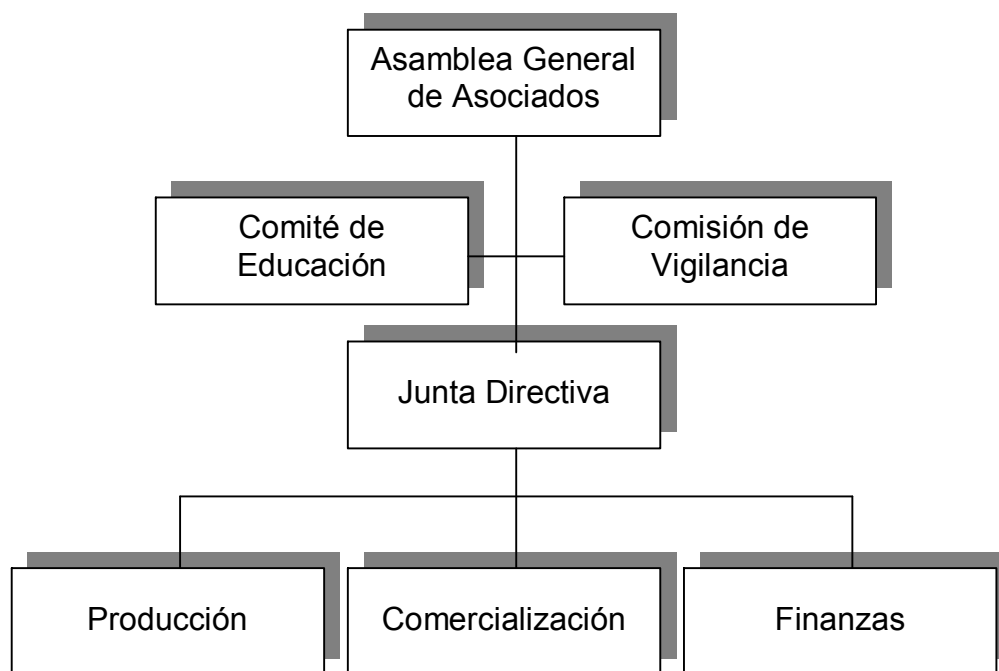 Asamblea General
de Asociados
Comité de
Educación
Comisión de
Vigilancia
Junta Directiva
Producción
Comercialización
Finanzas